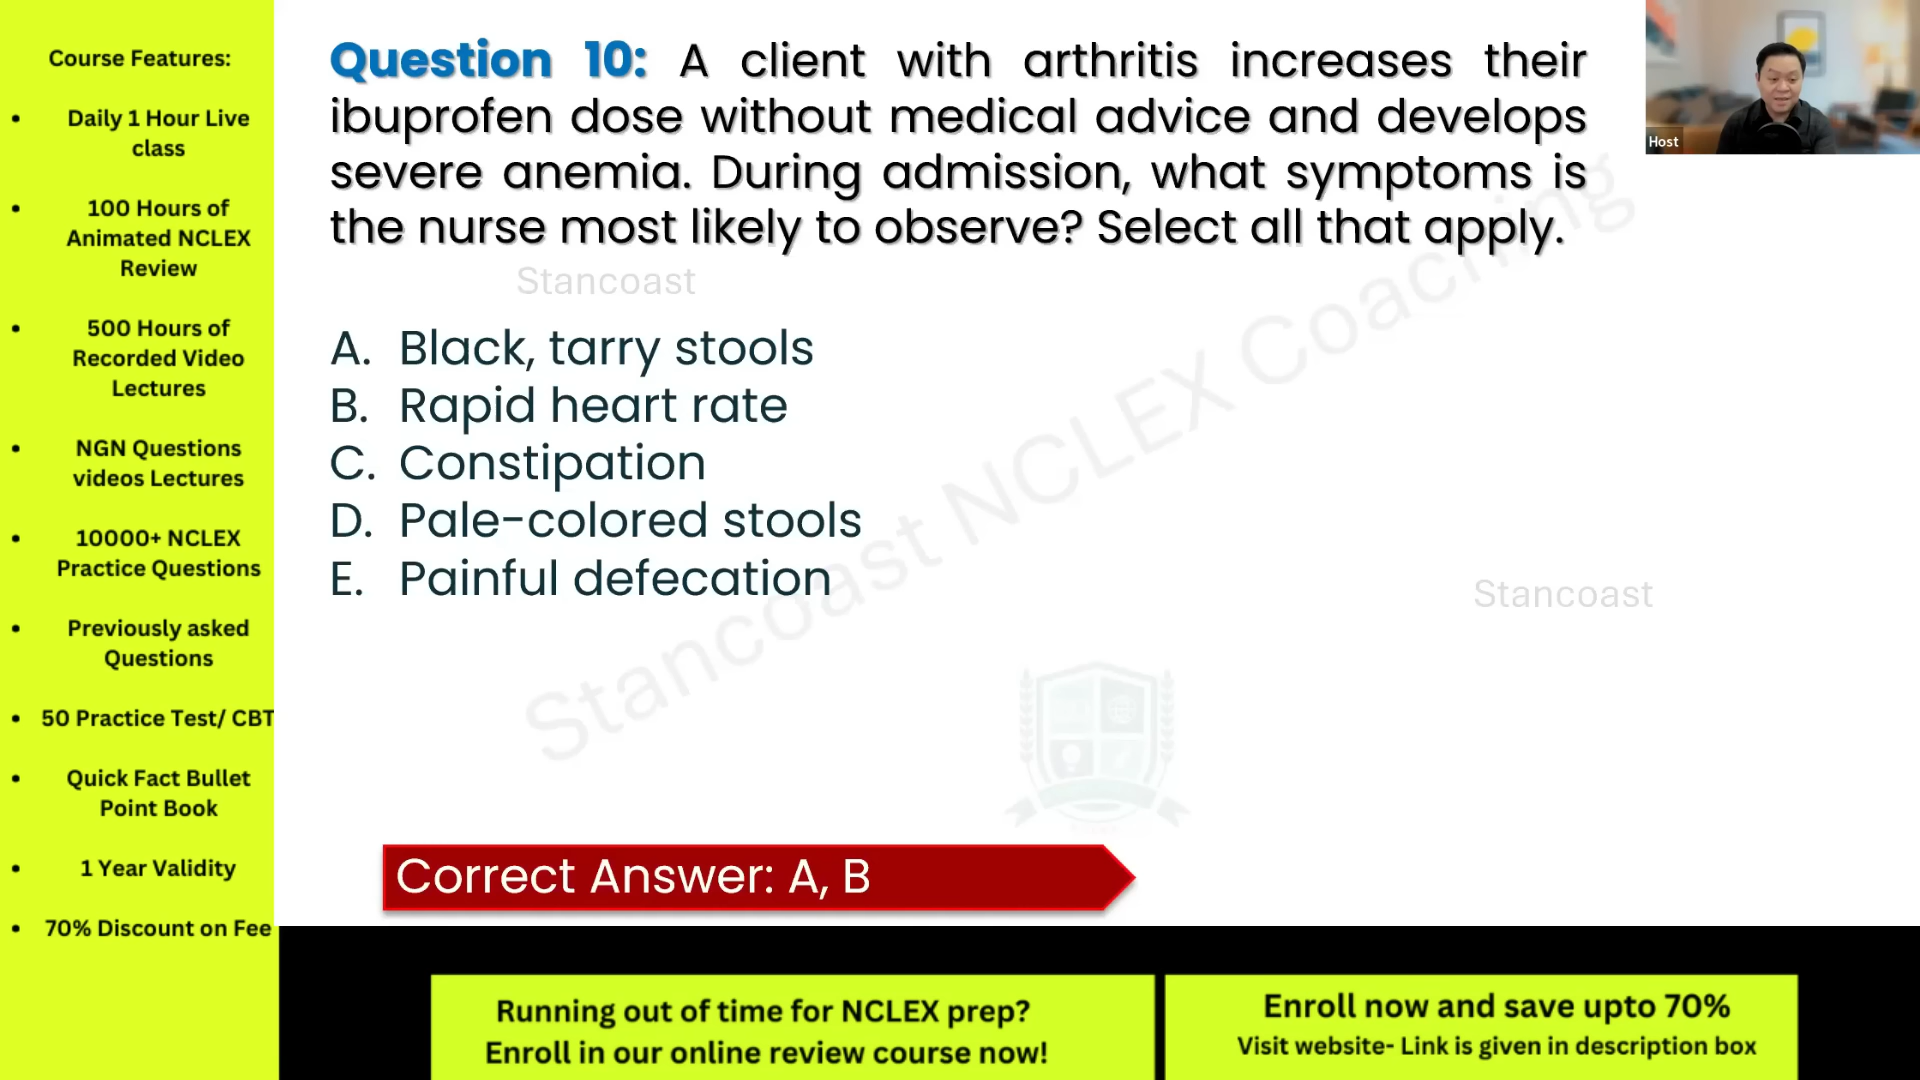 Course Features:
• Daily 1 Hour Live
class
• 100 Hours of
Animated NCLEX
Review
• 500 Hours of
Recorded Video
Lectures
• NGN Questions
videos Lectures
• 10000+ NCLEX
Practice Questions
• Previously asked
Questions
• 50 Practice Test/ CBT
• Quick Fact Bullet
Point Book
• 1 Year Validity
• 70% Discount on Fee
Question 10: A client with arthritis increases their
ibuprofen dose without medical advice and develops
severe anemia. During admission, what symptoms is
the nurse most likely to observe? Select all that apply.
Stancoast
A. Black, tarry stools
B. Rapid heart rate
C. Constipation
D. Pale-colored stools
E. Painful defecation
Stancoast NCLEX Coaching
Stancoast
Correct Answer: A, B
Host
Running out of time for NCLEX prep?
Enroll in our online review course now!
Enroll now and save upto 70%
Visit website- Link is given in description box